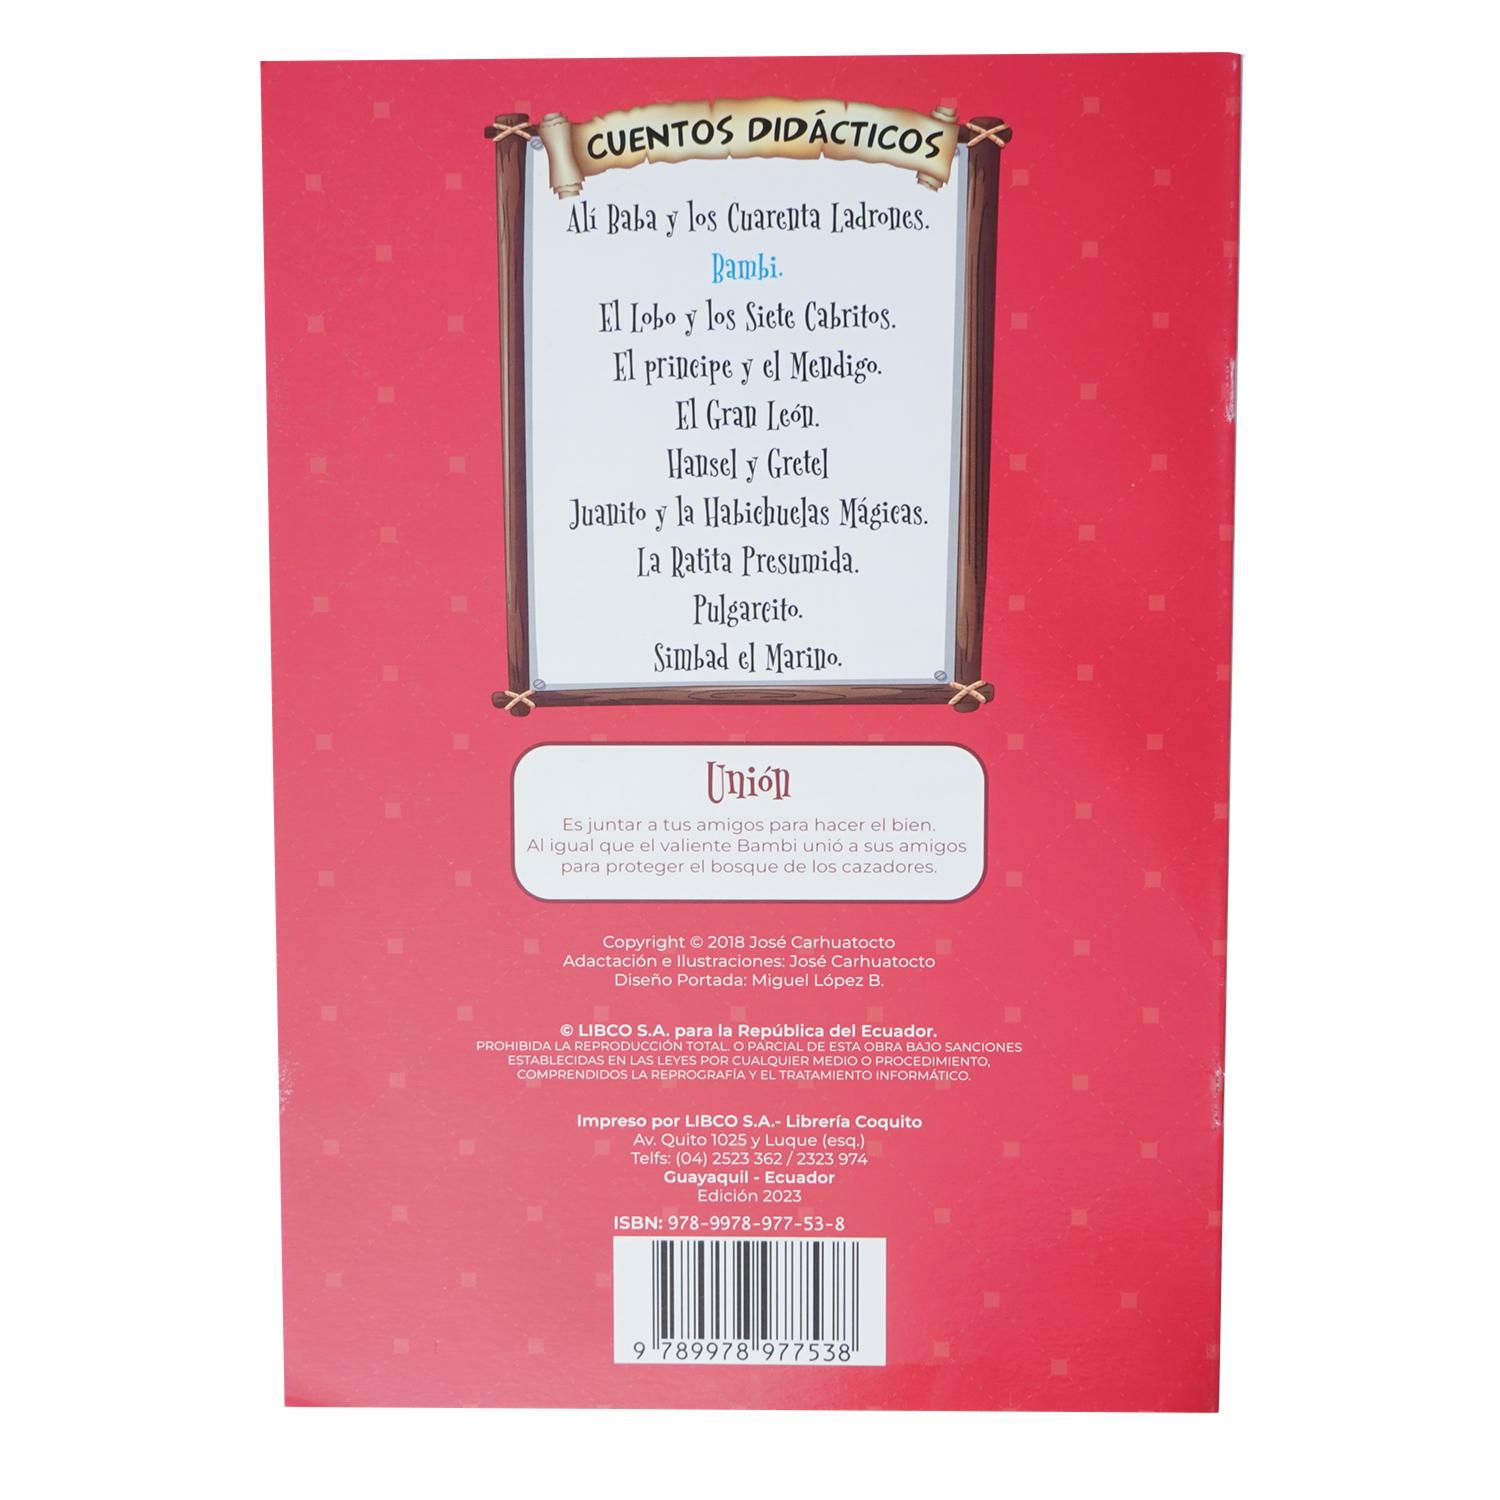 CUENTOS DIDÁCTICOS
Alí Baba y los Cuarenta Ladrones.
Bambi.
El Lobo y los Siete Cabritos.
El principe y el Mendigo.
El Gran León.
Hansel y Gretel
Juanito y la Habichuelas Mágicas.
La Ratita Presumida.
Pulgarcito.
Simbad el Marino.
Unión
Es juntar a tus amigos para hacer el bien.
Al igual que el valiente Bambi unió a sus amigos
para proteger el bosque de los cazadores.
Copyright © 2018 José Carhuatocto
Adactación e Ilustraciones: José Carhuatocto
Diseño Portada: Miguel López B.
© LIBCO S.A. para la República del Ecuador.
PROHIBIDA LA REPRODUCCIÓN TOTAL. O PARCIAL DE ESTA OBRA BAJO SANCIONES
ESTABLECIDAS EN LAS LEYES POR CUALQUIER MEDIO O PROCEDIMIENTO,
COMPRENDIDOS LA REPROGRAFÍA Y EL TRATAMIENTO INFORMÁTICO.
Impreso por LIBCO S.A.- Librería Coquito
Av. Quito 1025 y Luque (esq.)
Telfs: (04) 2523 362 / 2323 974
Guayaquil - Ecuador
Edición 2023
ISBN: 978-9978-977-53-8
9 789978 977538